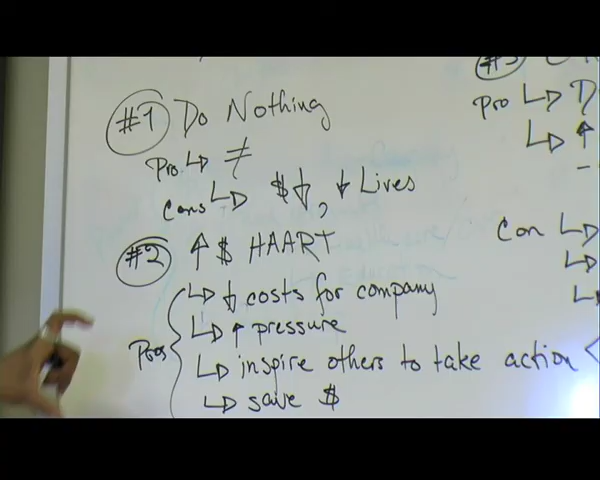 #1 Do Nothing
Pro. ↳ ≠
Cons ↳ $↓, ↓ Lives
#2 ↑ $ HAART
Pros
↳ ↓ costs for company
↳ ↑ pressure
↳ inspire others to take action
↳ save $
#3
Pro ↳ D
↳ ↑
-
Con ↳
↳
↳